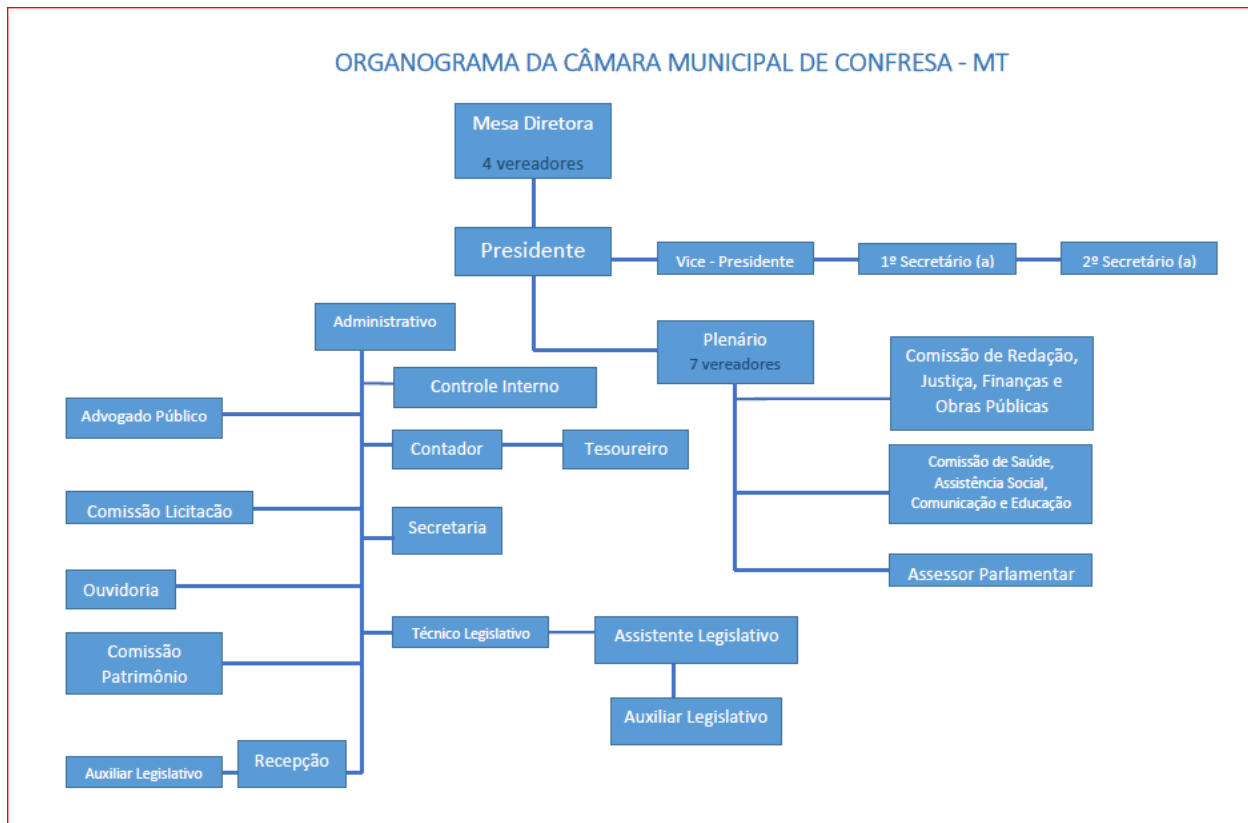 ORGANOGRAMA DA CÂMARA MUNICIPAL DE CONFRESA - MT
Mesa Diretora
4 vereadores
Presidente
Vice - Presidente
1º Secretário (a)
2º Secretário (a)
Administrativo
Plenário
7 vereadores
Comissão de Redação,
Justiça, Finanças e
Obras Públicas
Controle Interno
Advogado Público
Contador
Tesoureiro
Comissão de Saúde,
Assistência Social,
Comunicação e Educação
Comissão Licitacão
Secretaria
Assessor Parlamentar
Ouvidoria
Técnico Legislativo
Assistente Legislativo
Comissão
Patrimônio
Auxiliar Legislativo
Recepção
Auxiliar Legislativo